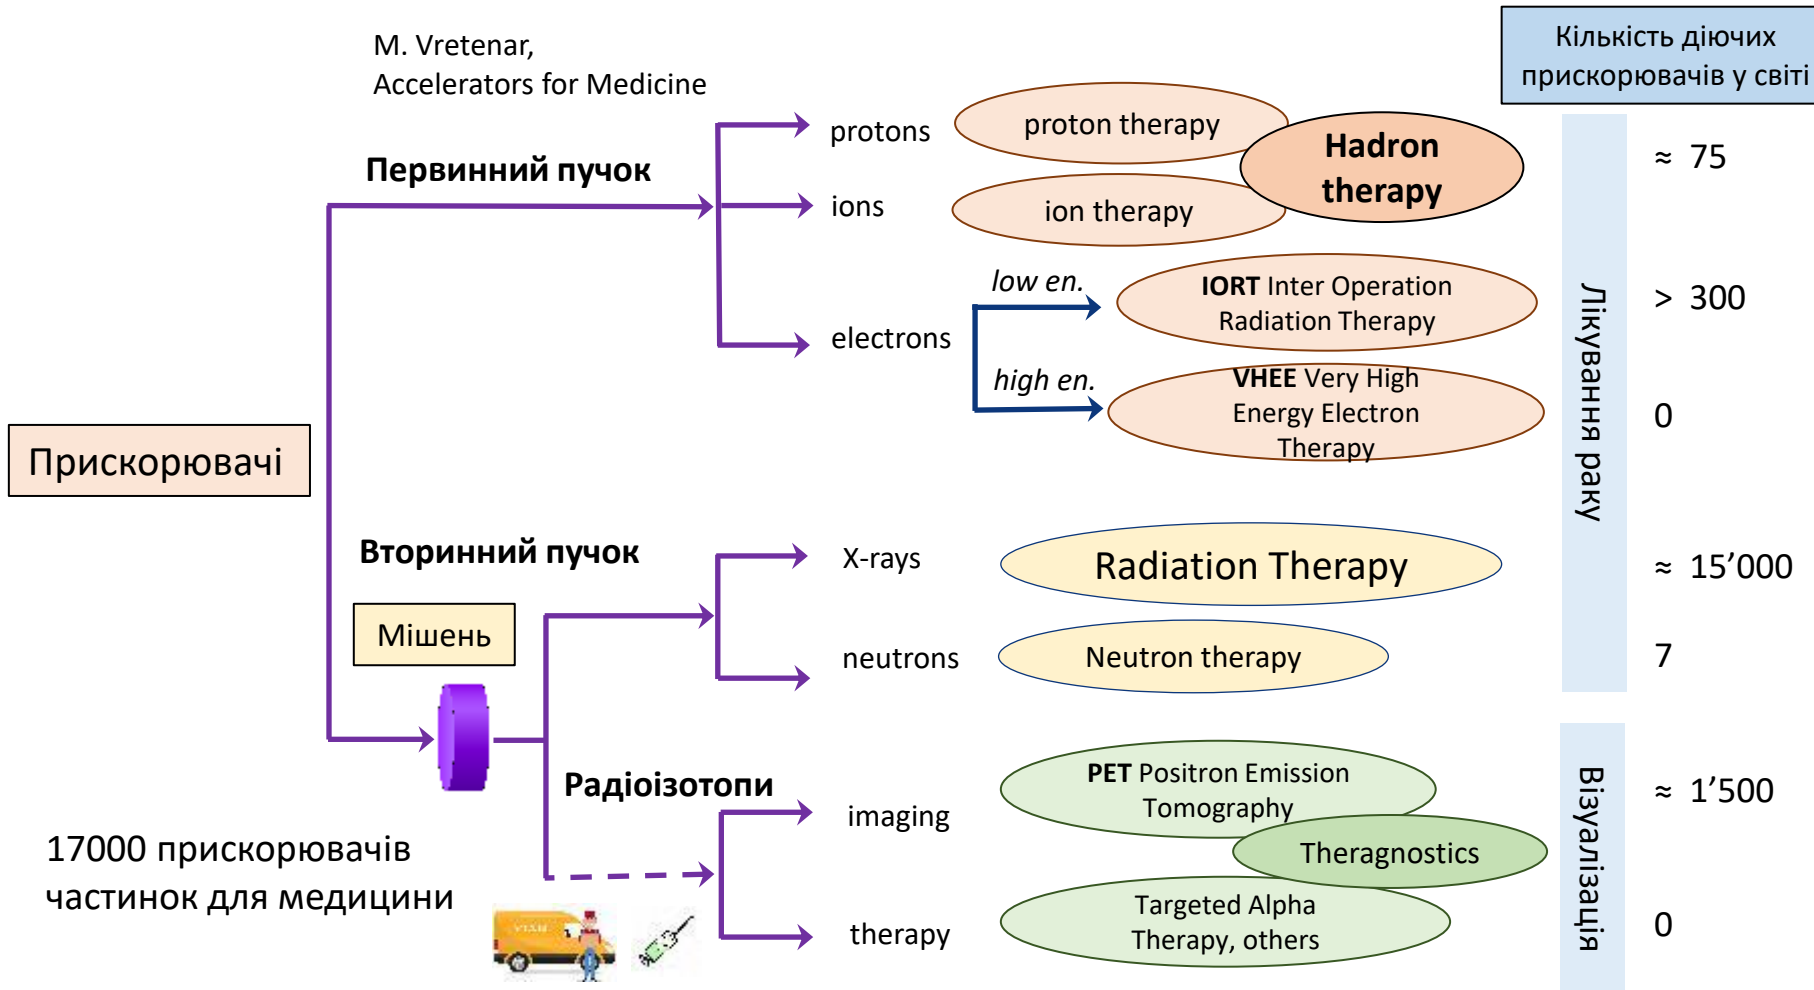 M. Vretenar,
Accelerators for Medicine
Кількість діючих
прискорювачів у світі
Первинний пучок
protons
proton therapy
Hadron
therapy
≈ 75
ions
ion therapy
electrons
low en.
IORT Inter Operation
Radiation Therapy
> 300
high en.
VHEE Very High
Energy Electron
Therapy
0
Лікування раку
Прискорювачі
Вторинний пучок
Мішень
X-rays
Radiation Therapy
≈ 15’000
neutrons
Neutron therapy
7
Радіоізотопи
imaging
PET Positron Emission
Tomography
≈ 1’500
Theragnostics
Візуалізація
therapy
Targeted Alpha
Therapy, others
0
17000 прискорювачів
частинок для медицини